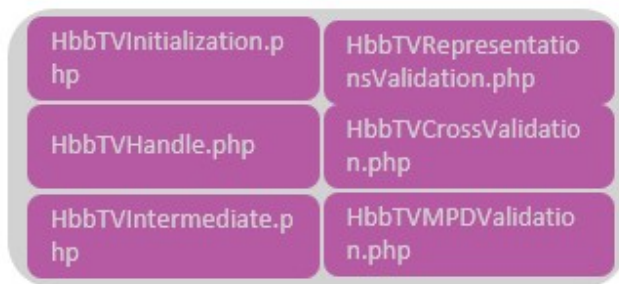 HbbTVInitialization.p
hp
HbbTVRepresentatio
nsValidation.php
HbbTVHandle.php
HbbTVCrossValidatio
n.php
HbbTVIntermediate.p
hp
HbbTVMPDValidatio
n.php